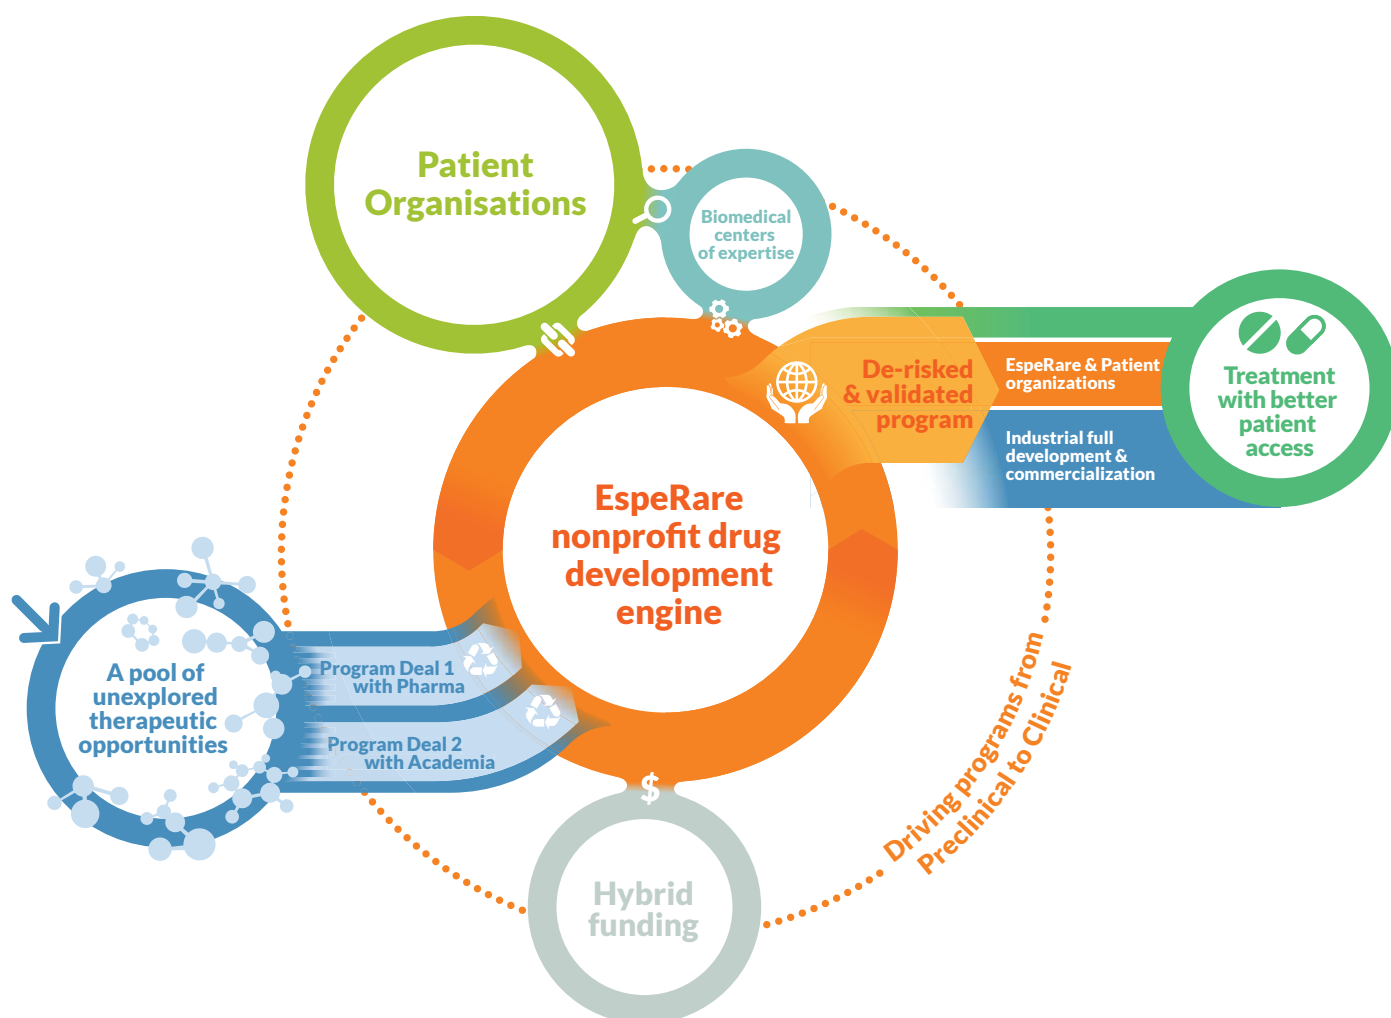 Patient
Organisations
Biomedical
centers
of expertise
De-risked
& validated
program
EspeRare & Patient
organizations
Industrial full
development &
commercialization
Treatment
with better
patient
access
EspeRare
nonprofit drug
development
engine
A pool of
unexplored
therapeutic
opportunities
Program Deal 1
with Pharma
Program Deal 2
with Academia
$
Hybrid
funding
Driving programs from
Preclinical to Clinical